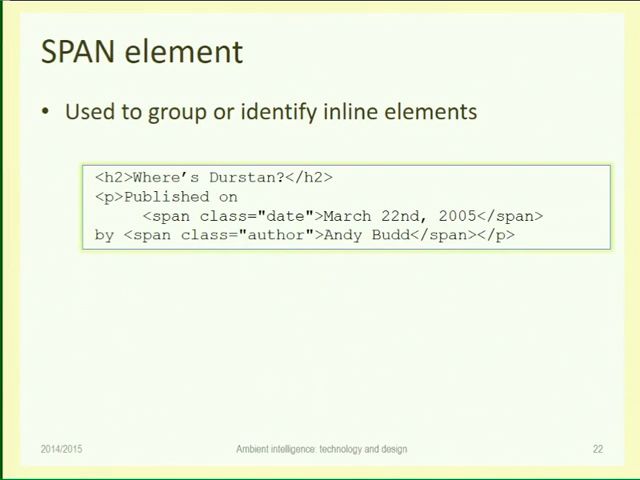 SPAN element
• Used to group or identify inline elements
<h2>Where’s Durstan?</h2>
<p>Published on
<span class="date">March 22nd, 2005</span>
by <span class="author">Andy Budd</span></p>
2014/2015
Ambient intelligence: technology and design
22